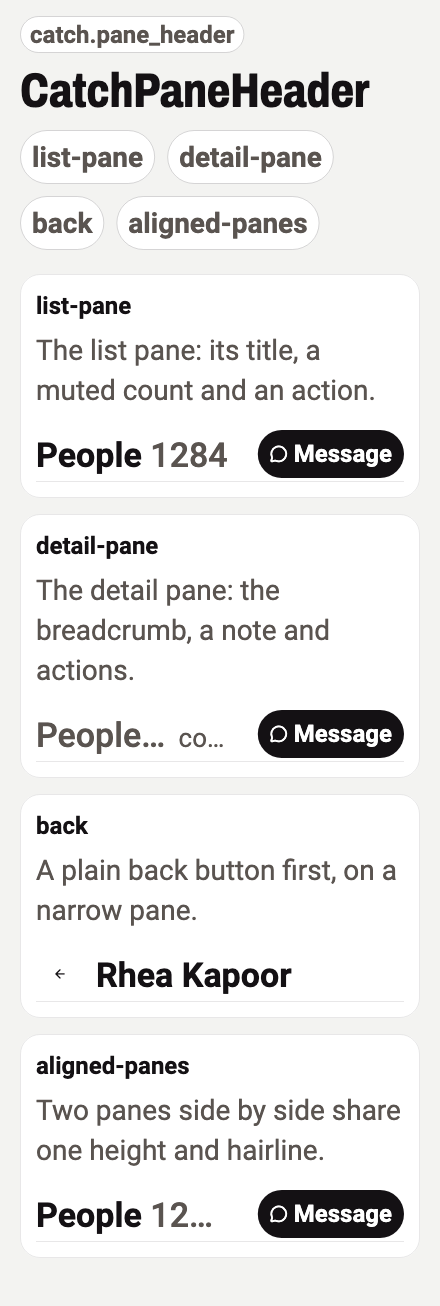 catch.pane_header
CatchPaneHeader
list-pane
detail-pane
back
aligned-panes
list-pane
The list pane: its title, a
muted count and an action.
People 1284
Message
detail-pane
The detail pane: the
breadcrumb, a note and
actions.
People… co…
Message
back
A plain back button first, on a
narrow pane.
Rhea Kapoor
aligned-panes
Two panes side by side share
one height and hairline.
People 12…
Message